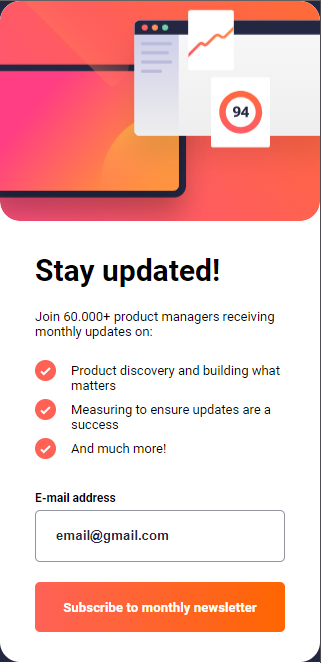 94
Stay updated!
Join 60.000+ product managers receiving
monthly updates on:
Product discovery and building what
matters
Measuring to ensure updates are a
success
And much more!
E-mail address
email@gmail.com
Subscribe to monthly newsletter